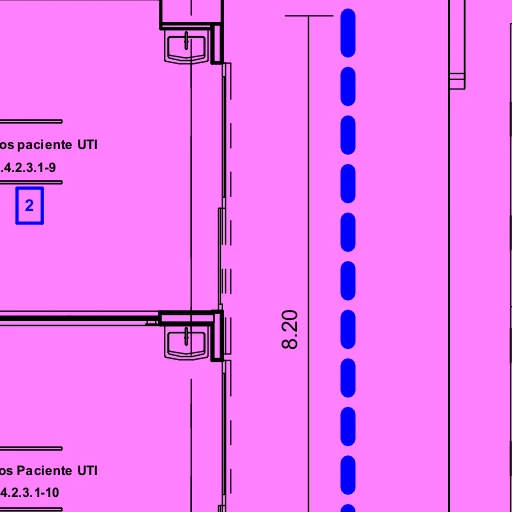 os paciente UTI
.4.2.3.1-9
2
8.20
os Paciente UTI
4.2.3.1-10